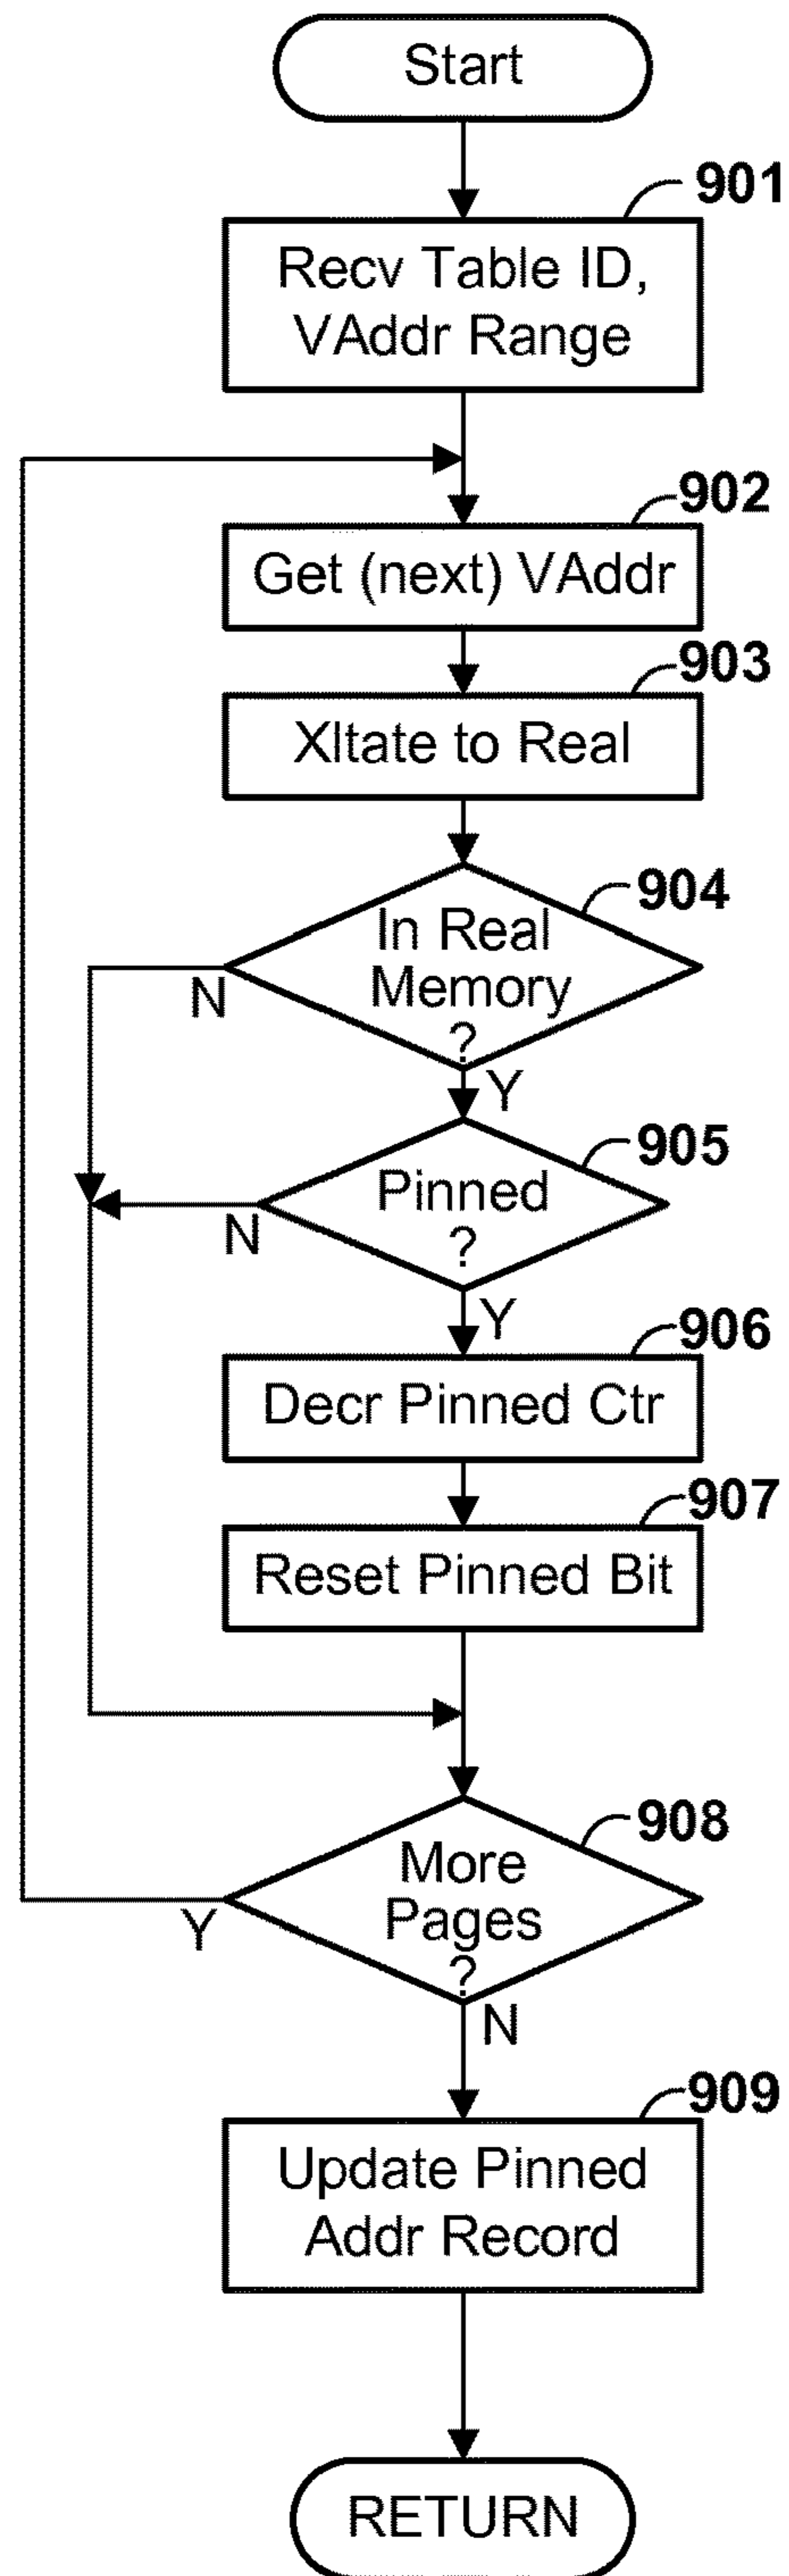 Start
901
Recv Table ID,
VAddr Range
902
Get (next) VAddr
903
Xltate to Real
904
In Real
Memory
?
N
Y
905
Pinned
?
N
Y
906
Decr Pinned Ctr
907
Reset Pinned Bit
908
More
Pages
?
Y
N
909
Update Pinned
Addr Record
RETURN